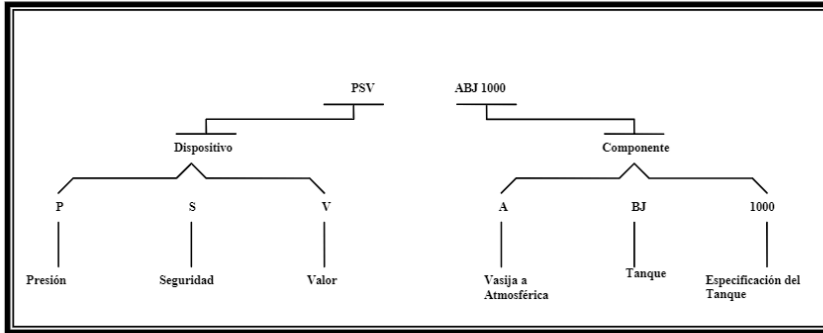 PSV ABJ 1000
Dispositivo Componente
P S V A BJ 1000
Presión Seguridad Valor Vasija a Atmosférica Tanque Especificación del Tanque